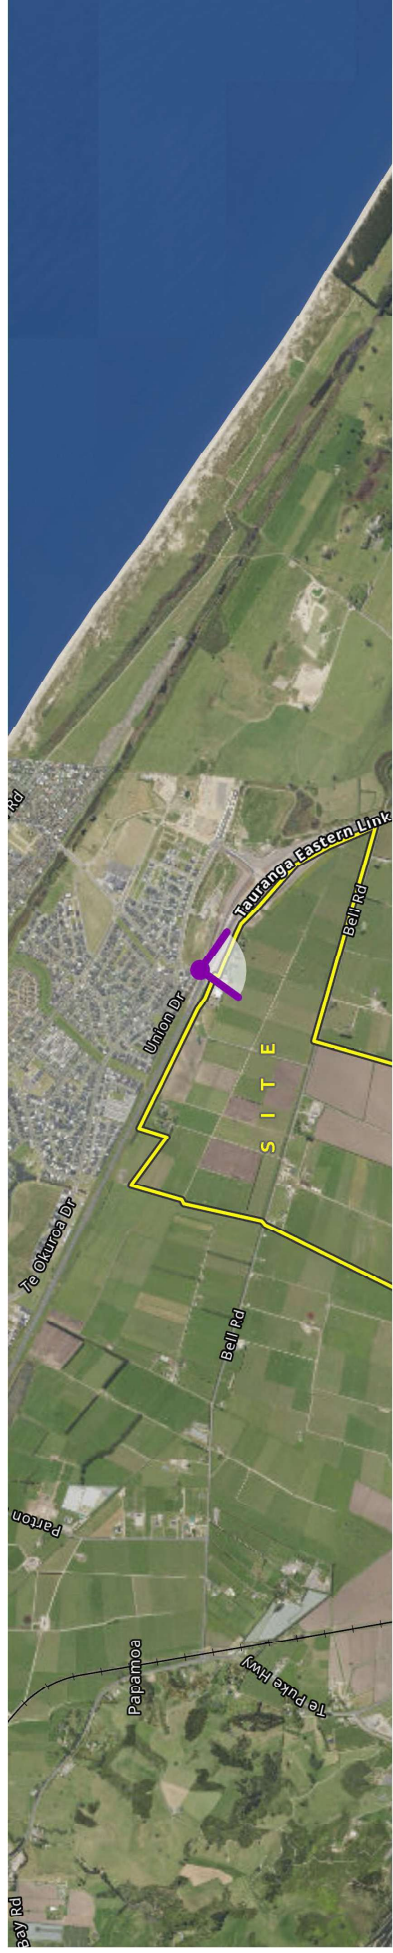 Rd
Tauranga Eastern Link
Bell Rd
Union Dr
S I T E
Te Okuroa Dr
Bell Rd
Parton
Papamoa
Te Puke Hwy
Bay Rd